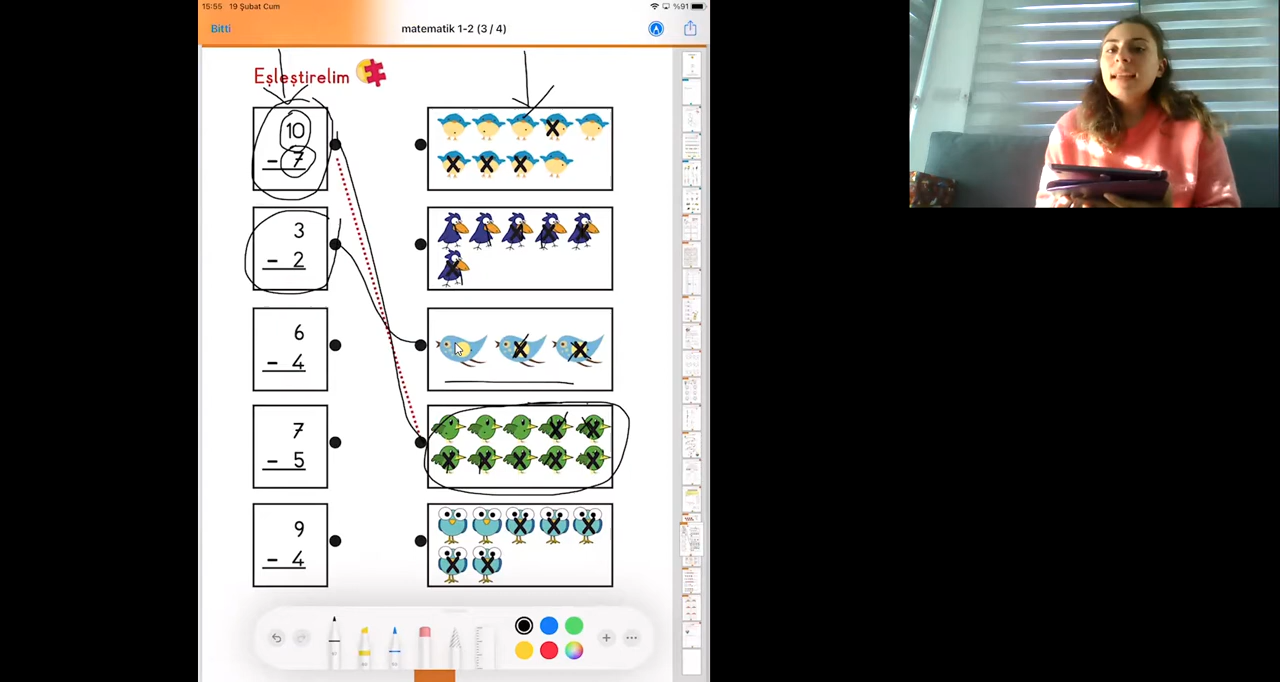 15:55 19 Şubat Cum
%91
Bitti
matematik 1-2 (3 / 4)
Eşleştirelim
10
- 7
3
- 2
6
- 4
7
- 5
9
- 4